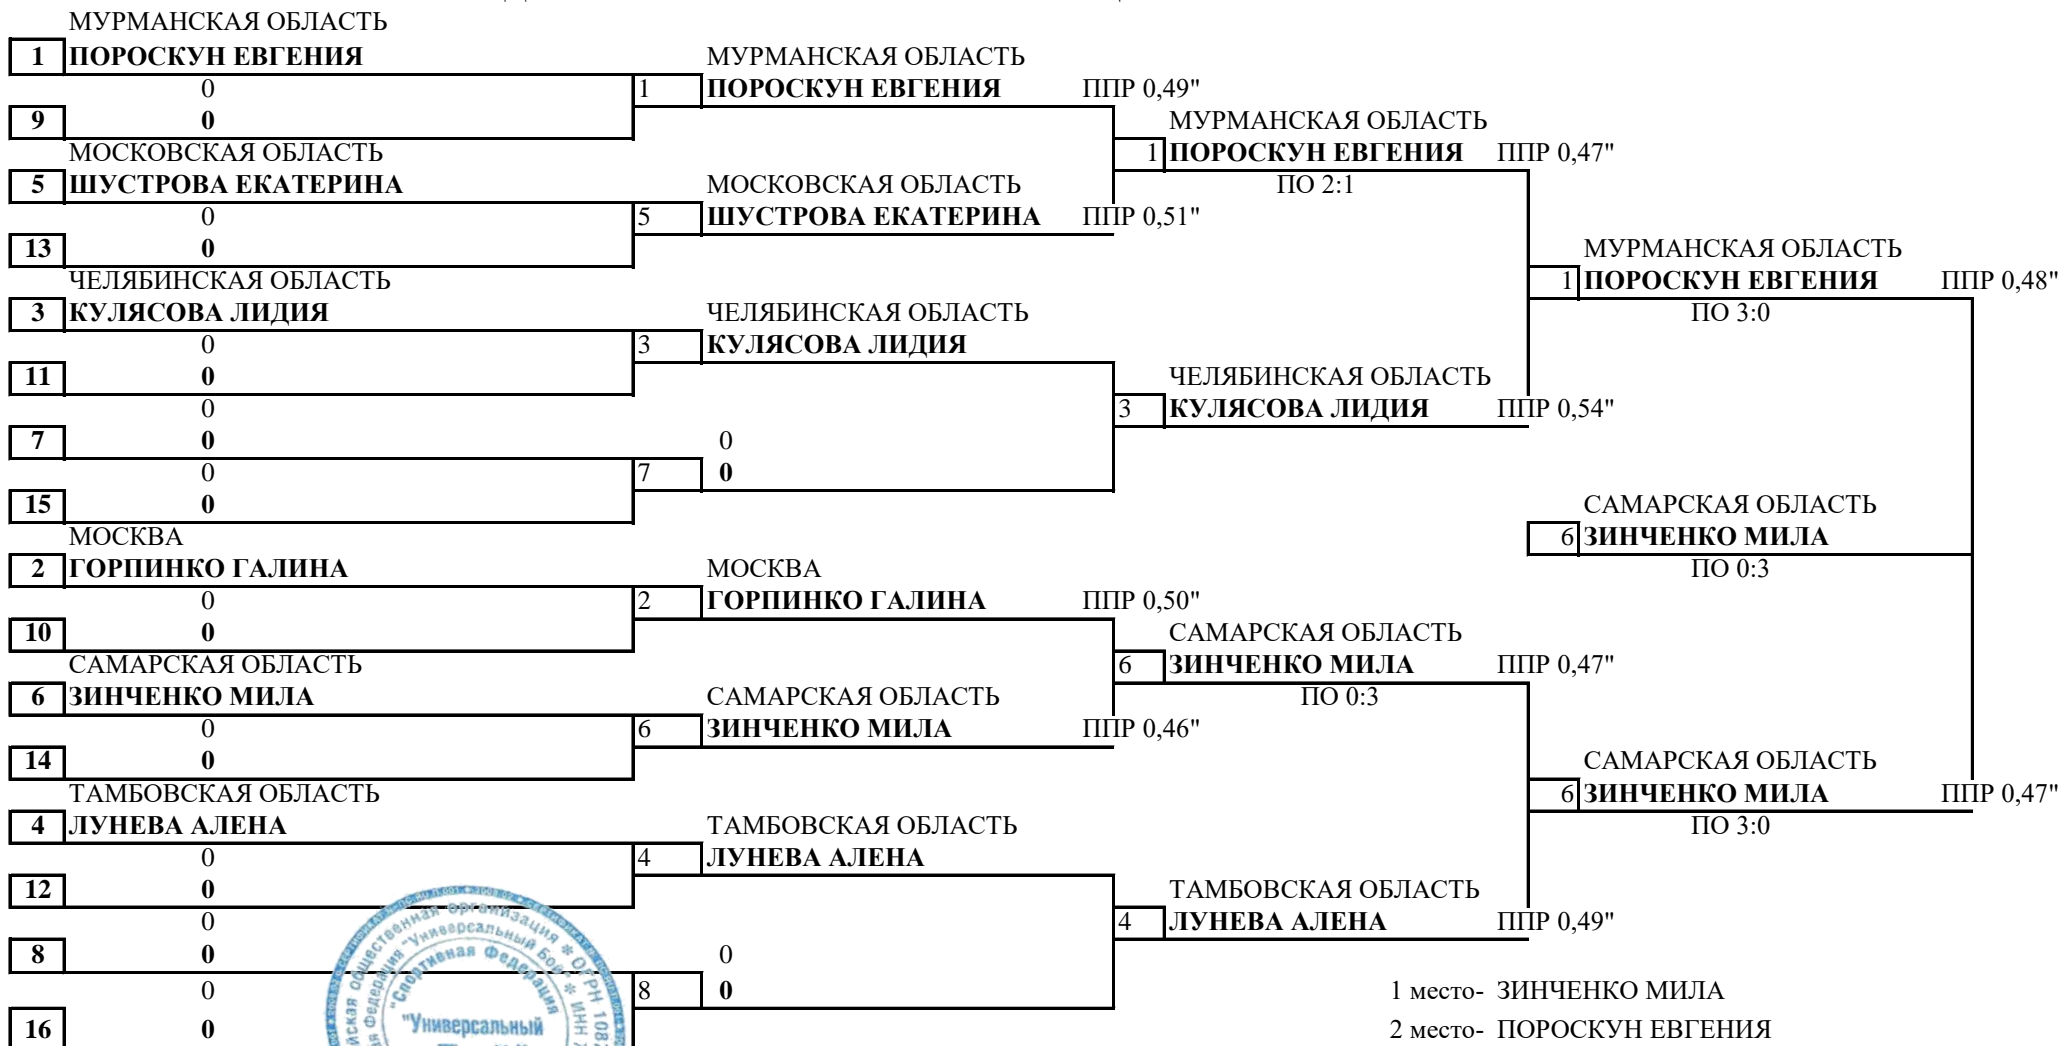 МУРМАНСКАЯ ОБЛАСТЬ
1 ПОРОСКУН ЕВГЕНИЯ МУРМАНСКАЯ ОБЛАСТЬ
0 1 ПОРОСКУН ЕВГЕНИЯ ППР 0,49"
9 0 МУРМАНСКАЯ ОБЛАСТЬ
МОСКОВСКАЯ ОБЛАСТЬ 1 ПОРОСКУН ЕВГЕНИЯ ППР 0,47"
5 ШУСТРОВА ЕКАТЕРИНА МОСКОВСКАЯ ОБЛАСТЬ ПО 2:1
0 5 ШУСТРОВА ЕКАТЕРИНА ППР 0,51"
13 0 МУРМАНСКАЯ ОБЛАСТЬ
ЧЕЛЯБИНСКАЯ ОБЛАСТЬ 1 ПОРОСКУН ЕВГЕНИЯ ППР 0,48"
3 КУЛЯСОВА ЛИДИЯ ЧЕЛЯБИНСКАЯ ОБЛАСТЬ ПО 3:0
0 3 КУЛЯСОВА ЛИДИЯ
11 0 ЧЕЛЯБИНСКАЯ ОБЛАСТЬ
0 3 КУЛЯСОВА ЛИДИЯ ППР 0,54"
7 0 0
0 7 0
15 0 САМАРСКАЯ ОБЛАСТЬ
МОСКВА 6 ЗИНЧЕНКО МИЛА
2 ГОРПИНКО ГАЛИНА МОСКВА ПО 0:3
0 2 ГОРПИНКО ГАЛИНА ППР 0,50"
10 0 САМАРСКАЯ ОБЛАСТЬ
САМАРСКАЯ ОБЛАСТЬ 6 ЗИНЧЕНКО МИЛА ППР 0,47"
6 ЗИНЧЕНКО МИЛА САМАРСКАЯ ОБЛАСТЬ ПО 0:3
0 6 ЗИНЧЕНКО МИЛА ППР 0,46"
14 0 САМАРСКАЯ ОБЛАСТЬ
ТАМБОВСКАЯ ОБЛАСТЬ 6 ЗИНЧЕНКО МИЛА ППР 0,47"
4 ЛУНЕВА АЛЕНА ТАМБОВСКАЯ ОБЛАСТЬ ПО 3:0
0 4 ЛУНЕВА АЛЕНА
12 0 ТАМБОВСКАЯ ОБЛАСТЬ
0 4 ЛУНЕВА АЛЕНА ППР 0,49"
8 0 0
0 8 0 1 место- ЗИНЧЕНКО МИЛА
16 0 2 место- ПОРОСКУН ЕВГЕНИЯ
общественная организация * ОГРН
Федерация "Универсальный Бой" * ИНН
"Спортивная Федерация
"Универсальный